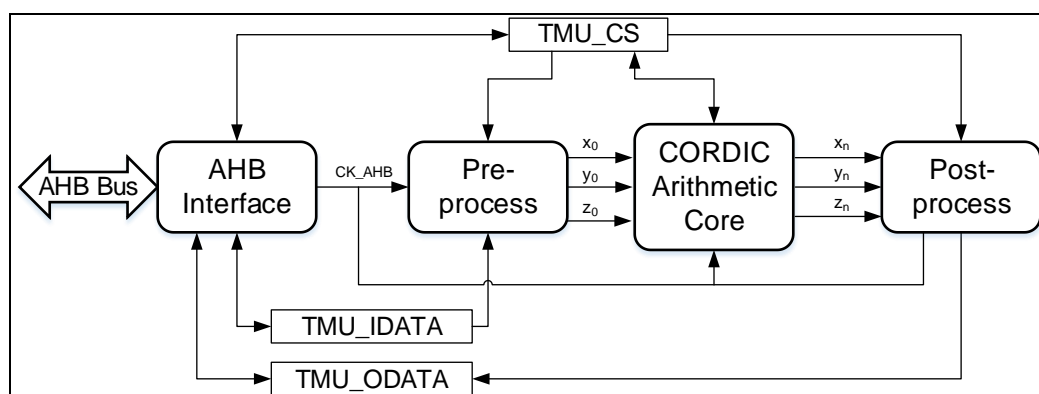 TMU_CS
AHB Bus
AHB
Interface
CK_AHB
Pre-
process
x₀
y₀
z₀
CORDIC
Arithmetic
Core
xₙ
yₙ
zₙ
Post-
process
TMU_IDATA
TMU_ODATA